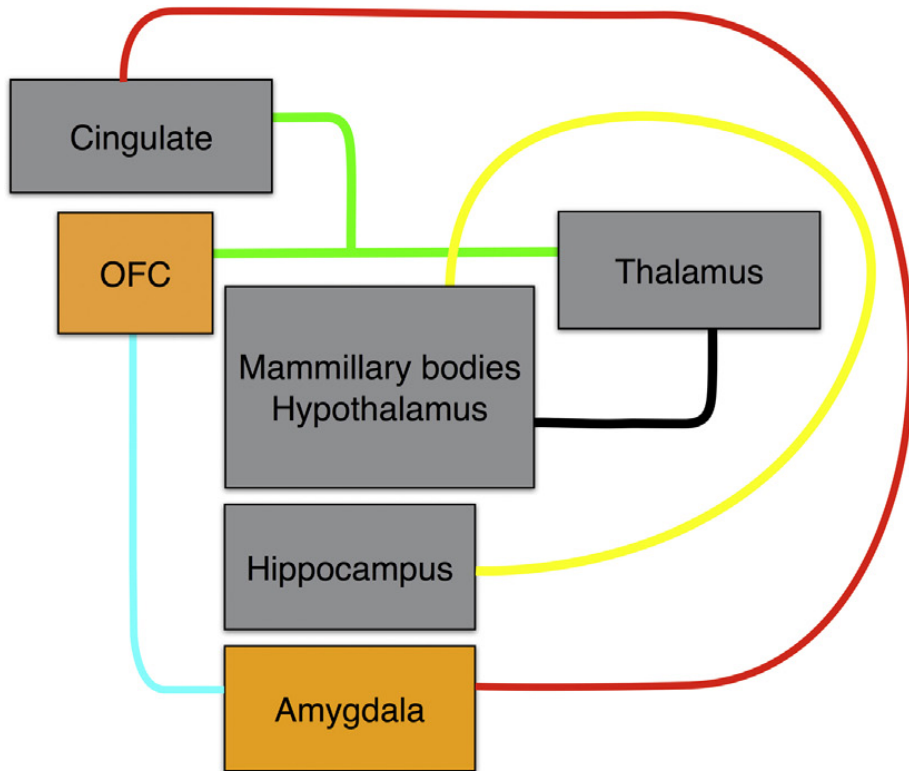 Cingulate
OFC
Thalamus
Mammillary bodies
Hypothalamus
Hippocampus
Amygdala